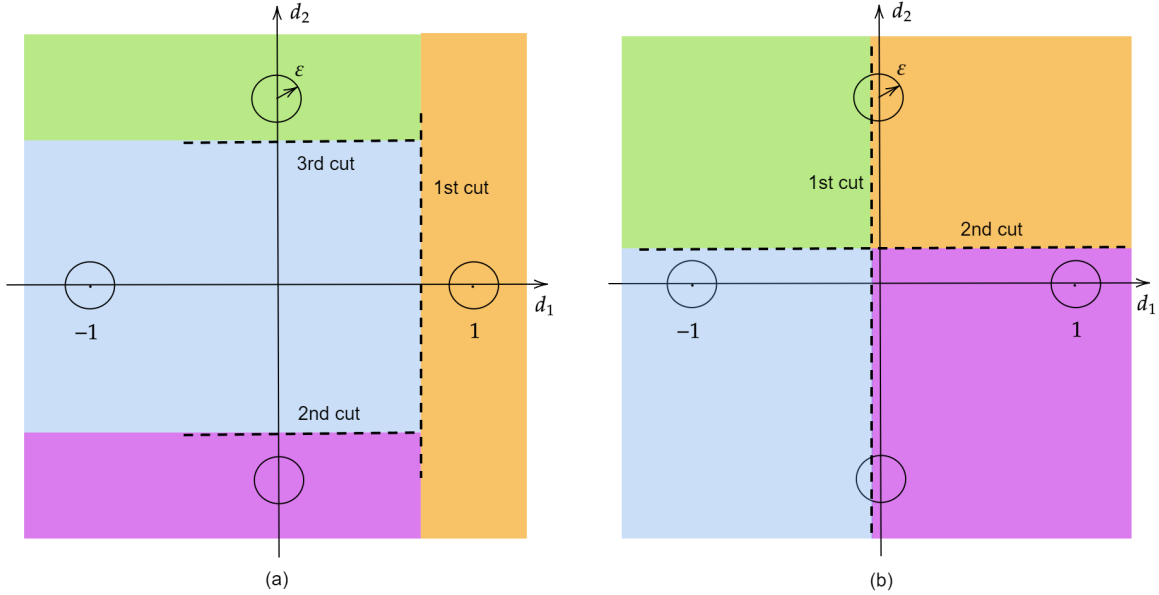 d₂
ε
3rd cut
1st cut
−1
1
d₁
2nd cut
(a)
d₂
ε
1st cut
2nd cut
−1
1
d₁
(b)